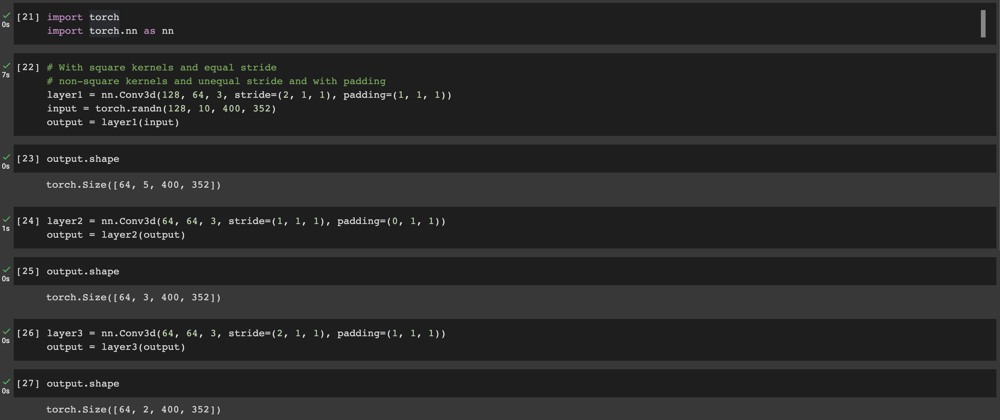 [21] import torch
import torch.nn as nn
0s
[22] # With square kernels and equal stride
7s
# non-square kernels and unequal stride and with padding
layer1 = nn.Conv3d(128, 64, 3, stride=(2, 1, 1), padding=(1, 1, 1))
input = torch.randn(128, 10, 400, 352)
output = layer1(input)
[23] output.shape
0s
torch.Size([64, 5, 400, 352])
[24] layer2 = nn.Conv3d(64, 64, 3, stride=(1, 1, 1), padding=(0, 1, 1))
1s
output = layer2(output)
[25] output.shape
0s
torch.Size([64, 3, 400, 352])
[26] layer3 = nn.Conv3d(64, 64, 3, stride=(2, 1, 1), padding=(1, 1, 1))
0s
output = layer3(output)
[27] output.shape
0s
torch.Size([64, 2, 400, 352])